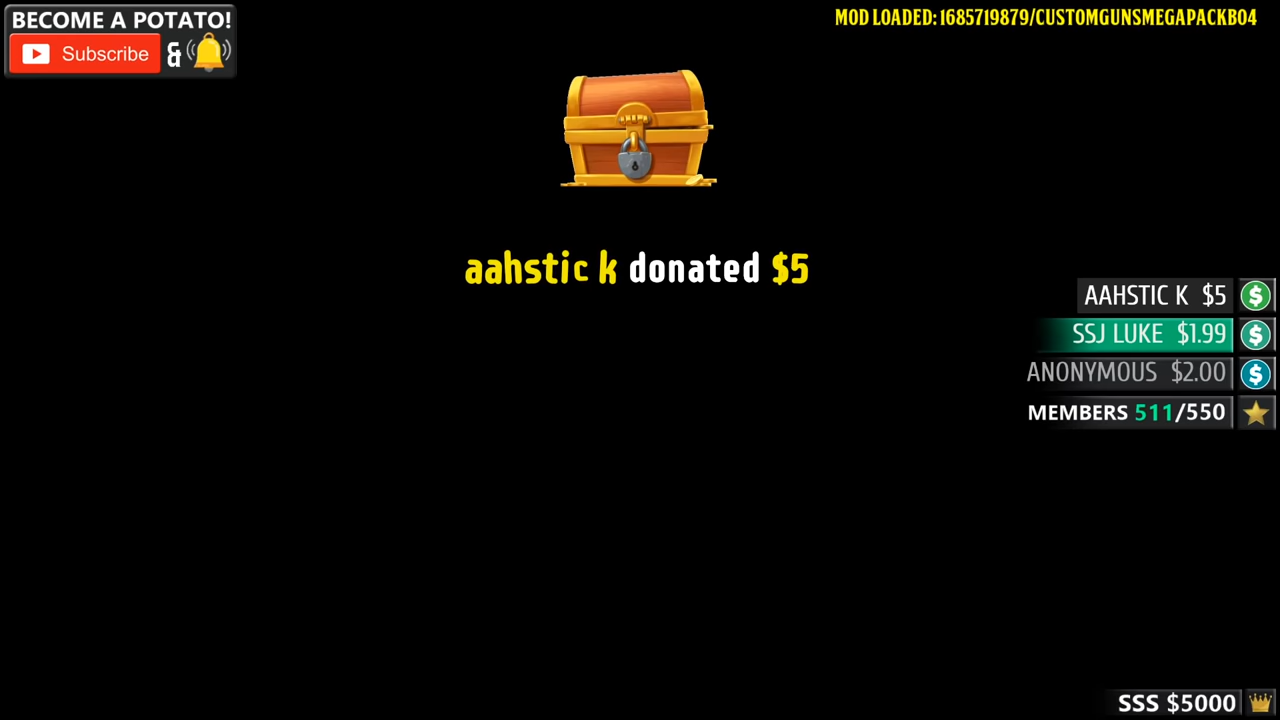 BECOME A POTATO!
Subscribe &
MOD LOADED: 1685719879/CUSTOMGUNSMEGAPACKBO4
aahstic k donated $5
AAHSTIC K $5
SSJ LUKE $1.99
ANONYMOUS $2.00
MEMBERS 511/550
SSS $5000